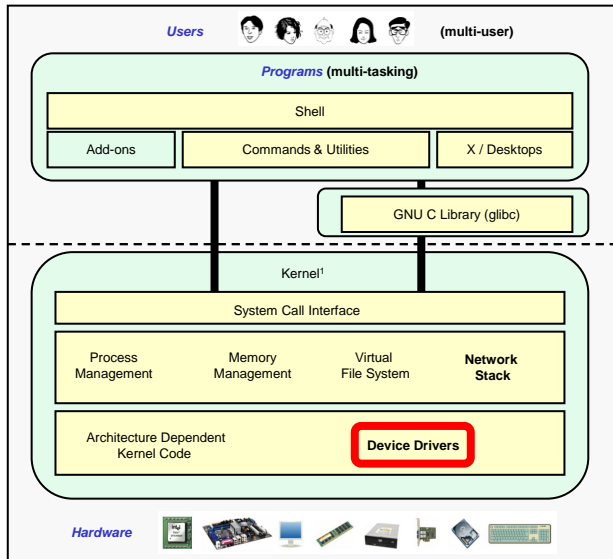 Users (multi-user)
Programs (multi-tasking)
Shell
Add-ons Commands & Utilities X / Desktops
GNU C Library (glibc)
Kernel¹
System Call Interface
Process Management
Memory Management
Virtual File System
Network Stack
Architecture Dependent
Kernel Code
Device Drivers
Hardware